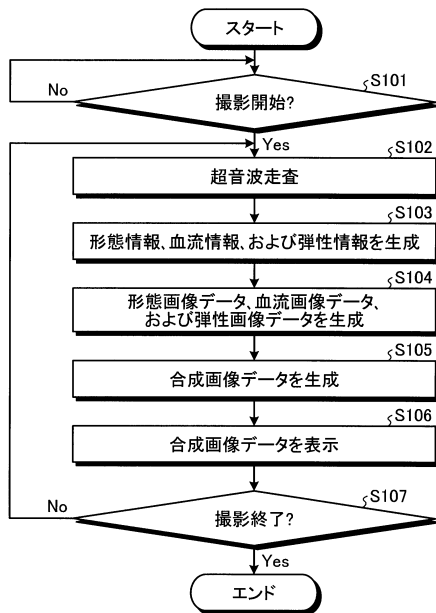 スタート
S101
No
撮影開始?
Yes
S102
超音波走査
S103
形態情報、血流情報、および弾性情報を生成
S104
形態画像データ、血流画像データ、
および弾性画像データを生成
S105
合成画像データを生成
S106
合成画像データを表示
S107
No
撮影終了?
Yes
エンド